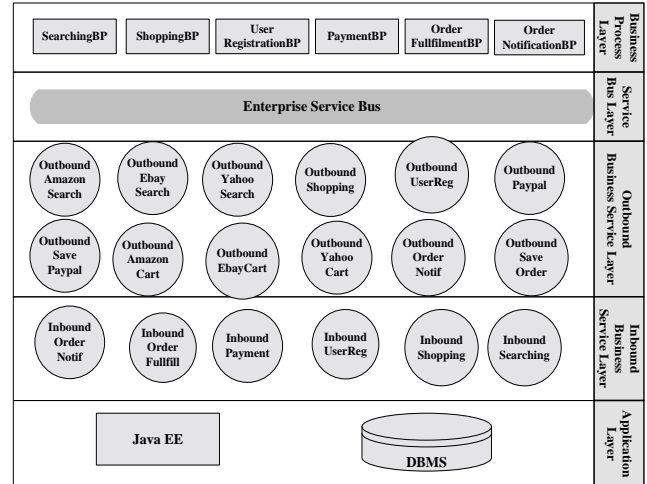 SearchingBP
ShoppingBP
User
RegistrationBP
PaymentBP
Order
FullfilmentBP
Order
NotificationBP
Business
Process
Layer
Enterprise Service Bus
Service
Bus Layer
Outbound
Amazon
Search
Outbound
Ebay
Search
Outbound
Yahoo
Search
Outbound
Shopping
Outbound
UserReg
Outbound
Paypal
Outbound
Save
Paypal
Outbound
Amazon
Cart
Outbound
EbayCart
Outbound
Yahoo
Cart
Outbound
Order
Notif
Outbound
Save
Order
Outbound
Business Service Layer
Inbound
Order
Notif
Inbound
Order
Fullfill
Inbound
Payment
Inbound
UserReg
Inbound
Shopping
Inbound
Searching
Inbound
Business
Service Layer
Java EE
DBMS
Application
Layer